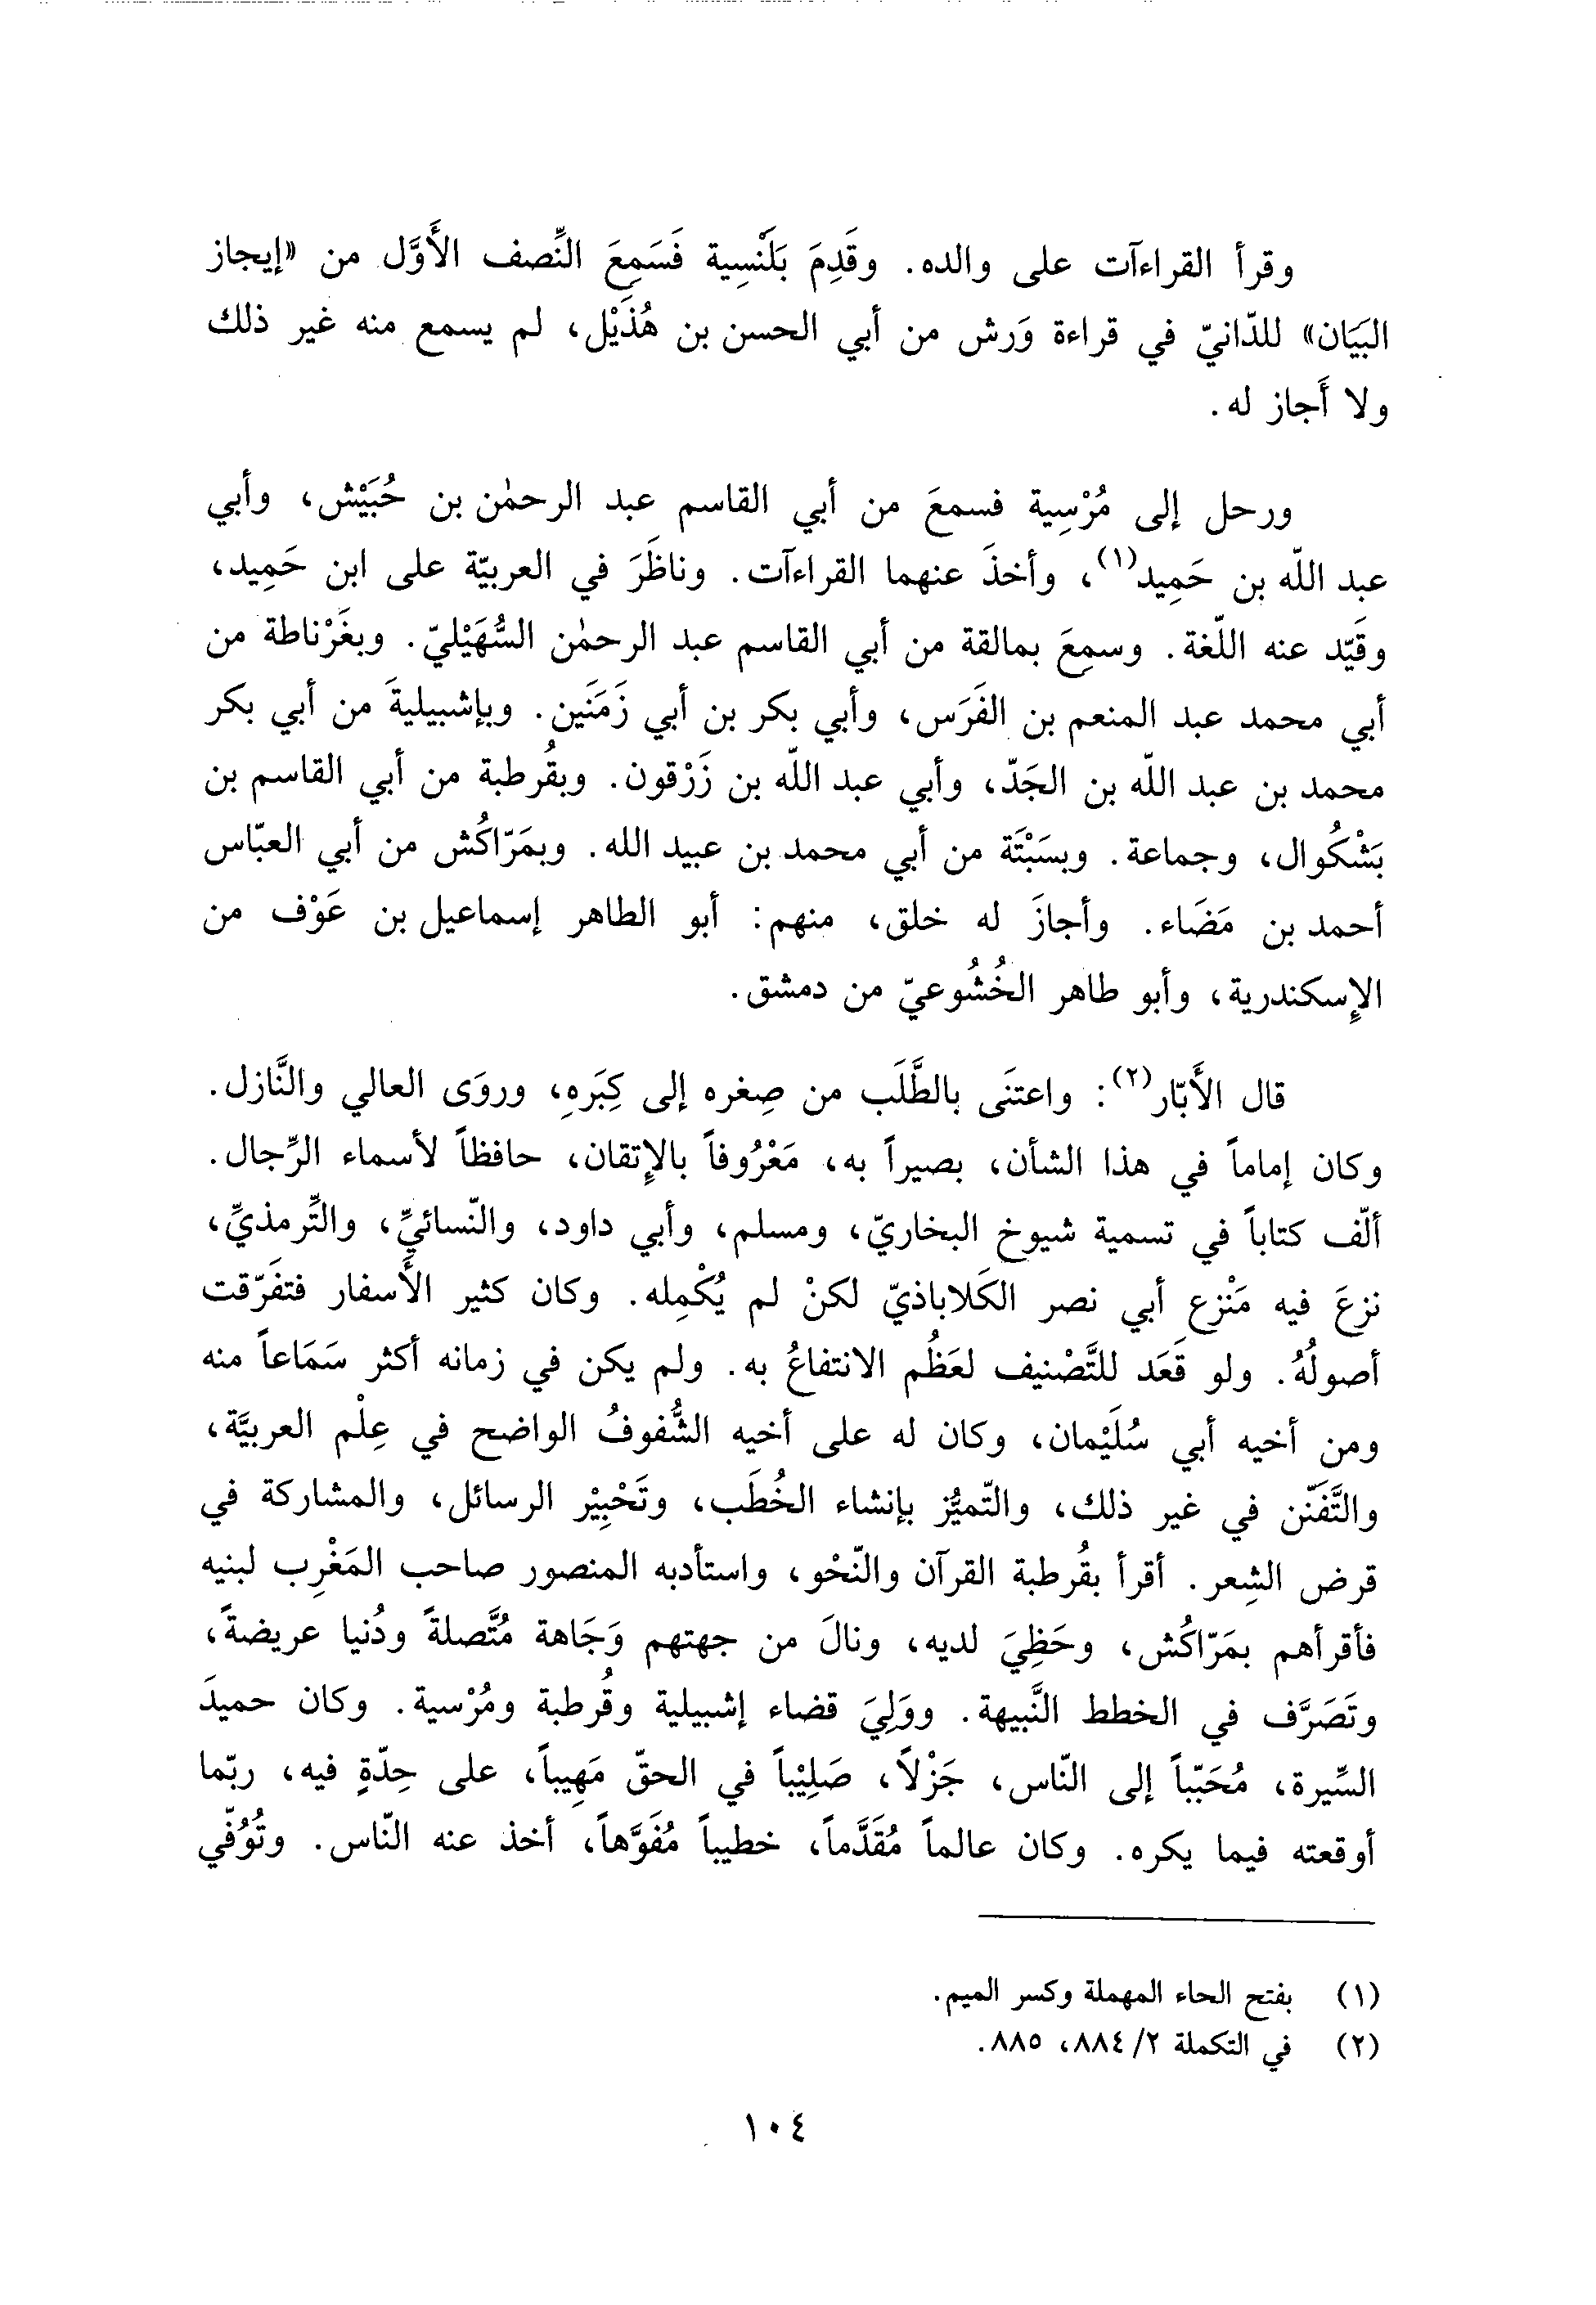 وقرأ القراءآت على والده. وقَدِمَ بَلَنْسِية فَسَمِعَ النِّصف الأَوَّل من «إيجاز
البَيَان» للدّانيّ في قراءة وَرش من أبي الحسن بن هُذَيْل، لم يسمع منه غير ذلك
ولا أَجاز له.
ورحل إلى مُرْسِية فسمعَ من أبي القاسم عبد الرحمٰن بن حُبَيْش، وأبي
عبد اللّه بن حَمِيد(١)، وأخذَ عنهما القراءآت. وناظَرَ في العربيّة على ابن حَمِيد،
وقَيّد عنه اللّغة. وسمِعَ بمالقة من أبي القاسم عبد الرحمٰن السُّهَيْليّ. وبغَرْناطة من
أبي محمد عبد المنعم بن الفَرَس، وأبي بكر بن أبي زَمَنَين. وبإشبيليةَ من أبي بكر
محمد بن عبد اللّه بن الجَدّ، وأبي عبد اللّه بن زَرْقون. وبقُرطبة من أبي القاسم بن
بَشْكُوال، وجماعة. وبسَبْتَة من أبي محمد بن عبيد الله. وبمَرّاكُش من أبي العبّاس
أحمد بن مَضَاء. وأجازَ له خلق، منهم: أبو الطاهر إسماعيل بن عَوْف من
الإسكندرية، وأبو طاهر الخُشُوعيّ من دمشق.
قال الأَبّار(٢): واعتنَى بالطَّلَب من صِغره إلى كِبَرهِ، وروَى العالي والنَّازل.
وكان إماماً في هذا الشأن، بصيراً به، مَعْرُوفاً بالإتقان، حافظاً لأسماء الرِّجال.
ألّف كتاباً في تسمية شيوخ البخاريّ، ومسلم، وأبي داود، والنّسائيِّ، والتِّرمذيِّ،
نزعَ فيه مَنْزع أبي نصر الكَلاباذيّ لكنْ لم يُكْمِله. وكان كثير الأَسفار فتفَرّقت
أصولُهُ. ولو قَعَد للتَّصْنيف لعَظُم الانتفاعُ به. ولم يكن في زمانه أكثر سَمَاعاً منه
ومن أخيه أبي سُلَيْمان، وكان له على أخيه الشُّفوفُ الواضح في عِلْم العربيَّة،
والتَّفَنّن في غير ذلك، والتّميُّز بإنشاء الخُطَب، وتَحْبِيْر الرسائل، والمشاركة في
قرض الشِعر. أقرأ بقُرطبة القرآن والنّحْو، واستأدبه المنصور صاحب المَغْرِب لبنيه
فأقرأهم بمَرّاكُش، وحَظِيَ لديه، ونالَ من جهتهم وَجَاهة مُتَّصلةً ودُنيا عريضةً،
وتَصَرَّف في الخطط النَّبيهة. ووَلِيَ قضاء إشبيلية وقُرطبة ومُرْسية. وكان حميدَ
السِّيرة، مُحَبّباً إلى النّاس، جَزْلاً، صَلِيْباً في الحقّ مَهِيباً، على حِدّةٍ فيه، ربّما
أوقعته فيما يكره. وكان عالماً مُقَدَّماً، خطيباً مُفَوَّهاً، أخذ عنه النّاس. وتُوُفّي
(١) بفتح الحاء المهملة وكسر الميم.
(٢) في التكملة ٢/ ٨٨٤، ٨٨٥.
١٠٤